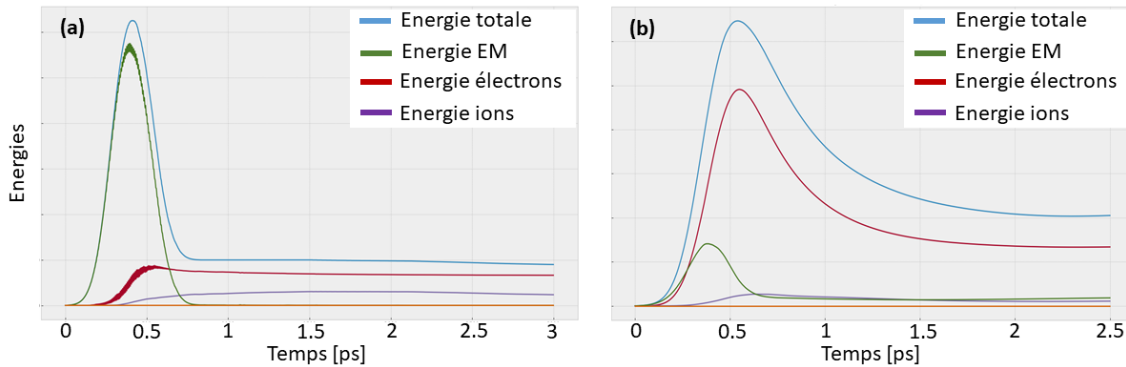 (a)
Energie totale
Energie EM
Energie électrons
Energie ions
Energies
0 0.5 1 1.5 2 2.5 3
Temps [ps]
(b)
Energie totale
Energie EM
Energie électrons
Energie ions
0 0.5 1 1.5 2 2.5
Temps [ps]